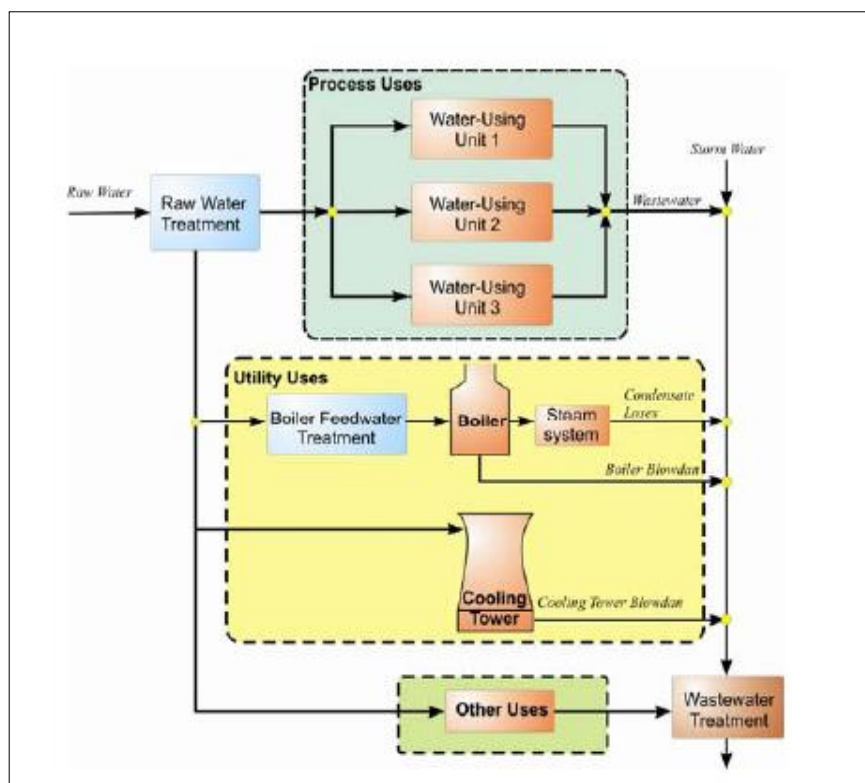 Process Uses
Water-Using
Unit 1
Storm Water
Raw Water
Raw Water
Treatment
Water-Using
Unit 2
Wastewater
Water-Using
Unit 3
Utility Uses
Boiler Feedwater
Treatment
Boiler
Steam
system
Condensate
Loses
Boiler Blowdan
Cooling
Tower
Cooling Tower Blowdan
Other Uses
Wastewater
Treatment